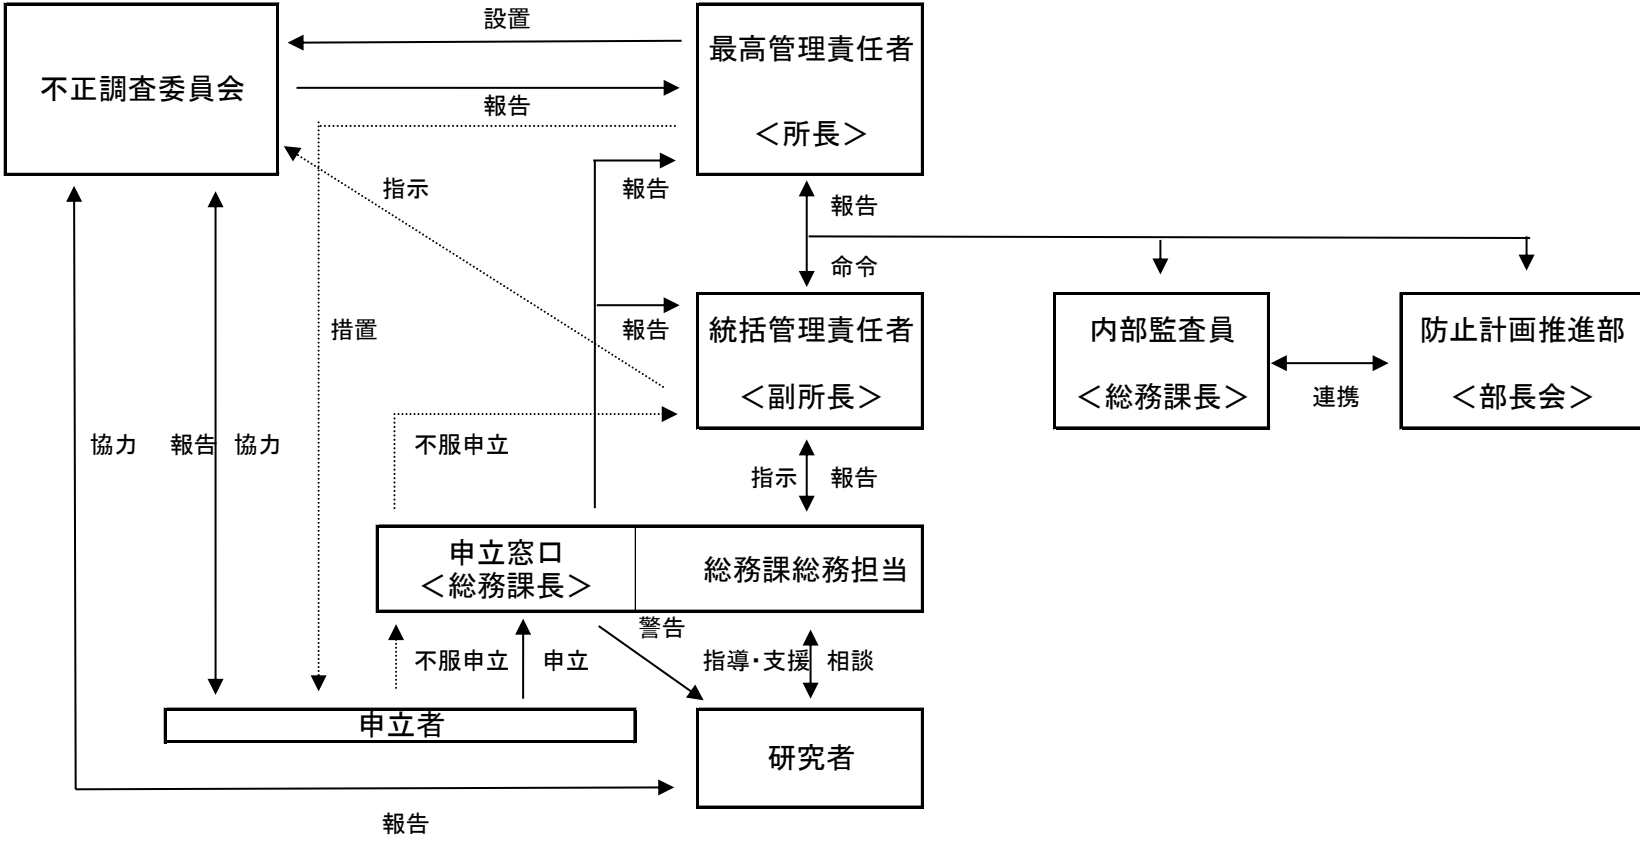 設置
最高管理責任者
不正調査委員会
報告
＜所長＞
指示
報告
報告
命令
措置
報告
統括管理責任者
内部監査員
防止計画推進部
＜副所長＞
＜総務課長＞
連携
＜部長会＞
協力
報告
協力
不服申立
指示
報告
申立窓口
＜総務課長＞
総務課総務担当
警告
不服申立
申立
指導・支援
相談
申立者
研究者
報告